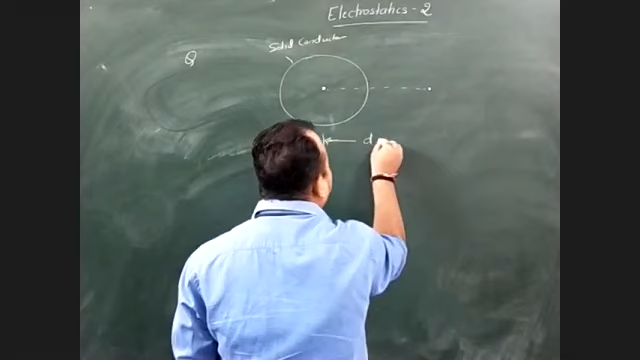 Electrostatics - 2
Solid Conductor
Q
d